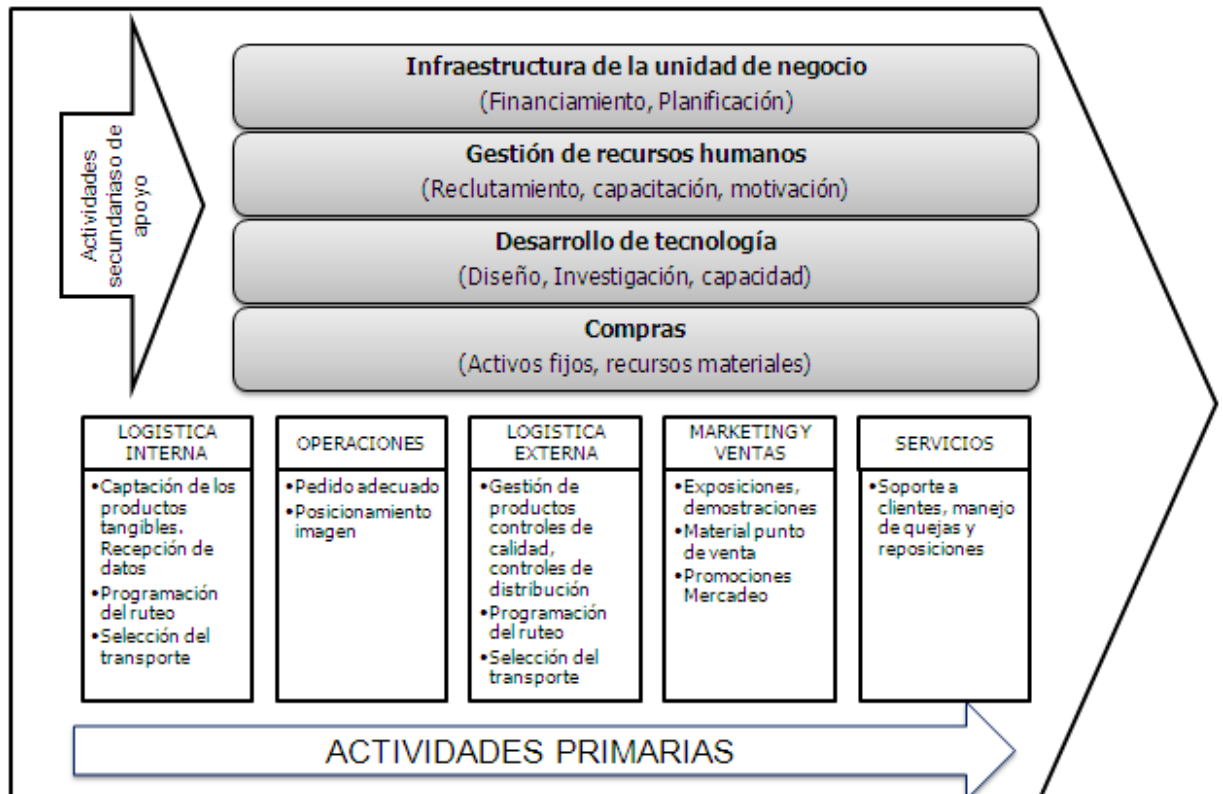 Actividades
secundariaso de
apoyo
Infraestructura de la unidad de negocio
(Financiamiento, Planificación)
Gestión de recursos humanos
(Reclutamiento, capacitación, motivación)
Desarrollo de tecnología
(Diseño, Investigación, capacidad)
Compras
(Activos fijos, recursos materiales)
LOGISTICA
INTERNA
•Captación de los
productos
tangibles.
Recepción de
datos
•Programación
del ruteo
•Selección del
transporte
OPERACIONES
•Pedido adecuado
•Posicionamiento
imagen
LOGISTICA
EXTERNA
•Gestión de
productos
controles de
calidad,
controles de
distribución
•Programación
del ruteo
•Selección del
transporte
MARKETING Y
VENTAS
•Exposiciones,
demostraciones
•Material punto
de venta
•Promociones
Mercadeo
SERVICIOS
•Soporte a
clientes, manejo
de quejas y
reposiciones
ACTIVIDADES PRIMARIAS